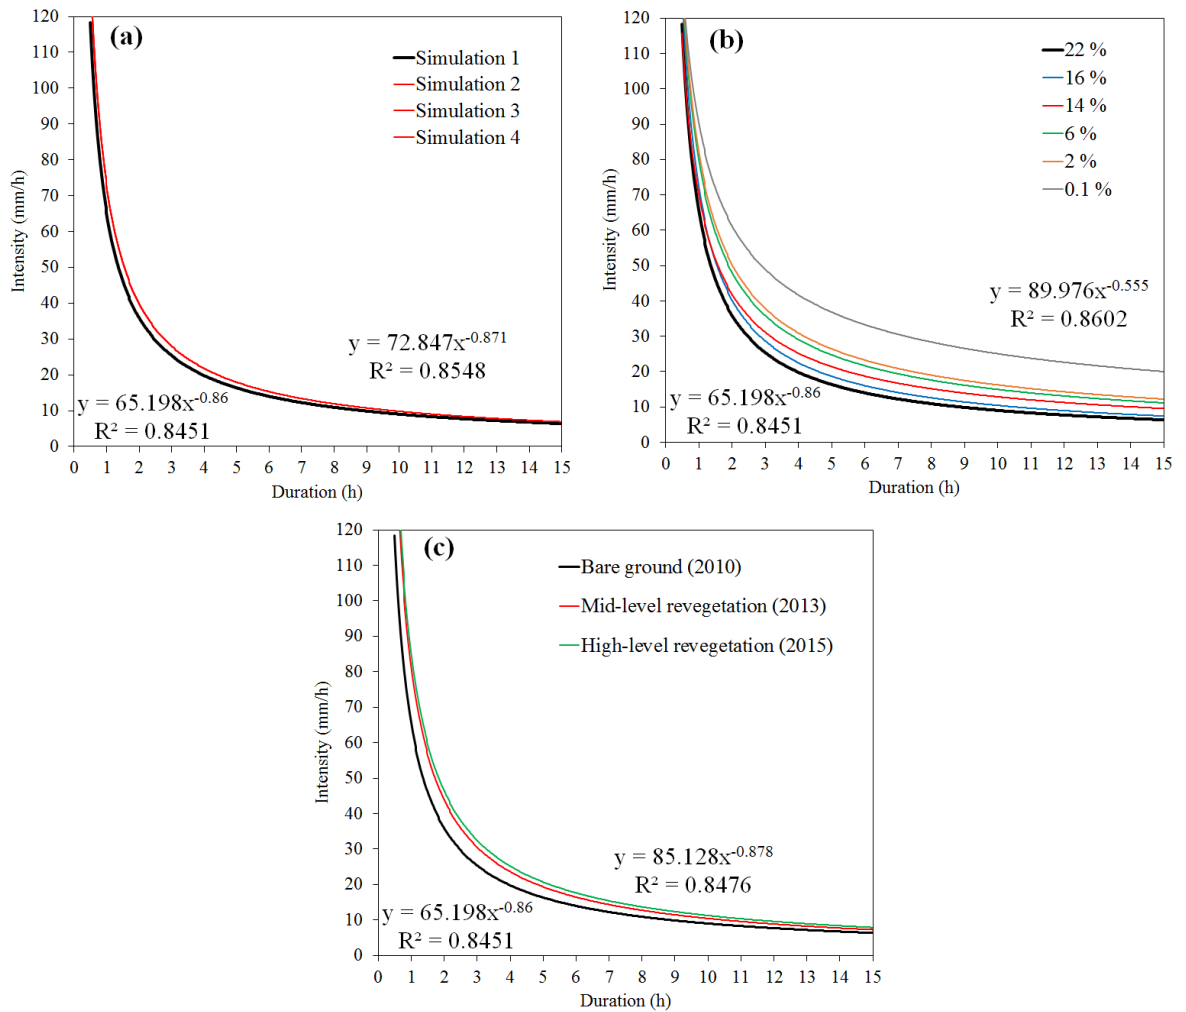 (a)
Simulation 1
Simulation 2
Simulation 3
Simulation 4
120
110
100
90
80
70
60
50
40
30
20
10
0
Intensity (mm/h)
y = 72.847x^-0.871
R² = 0.8548
y = 65.198x^-0.86
R² = 0.8451
0 1 2 3 4 5 6 7 8 9 10 11 12 13 14 15
Duration (h)
(b)
22 %
16 %
14 %
6 %
2 %
0.1 %
120
110
100
90
80
70
60
50
40
30
20
10
0
Intensity (mm/h)
y = 89.976x^-0.555
R² = 0.8602
y = 65.198x^-0.86
R² = 0.8451
0 1 2 3 4 5 6 7 8 9 10 11 12 13 14 15
Duration (h)
(c)
Bare ground (2010)
Mid-level revegetation (2013)
High-level revegetation (2015)
120
110
100
90
80
70
60
50
40
30
20
10
0
Intensity (mm/h)
y = 85.128x^-0.878
R² = 0.8476
y = 65.198x^-0.86
R² = 0.8451
0 1 2 3 4 5 6 7 8 9 10 11 12 13 14 15
Duration (h)